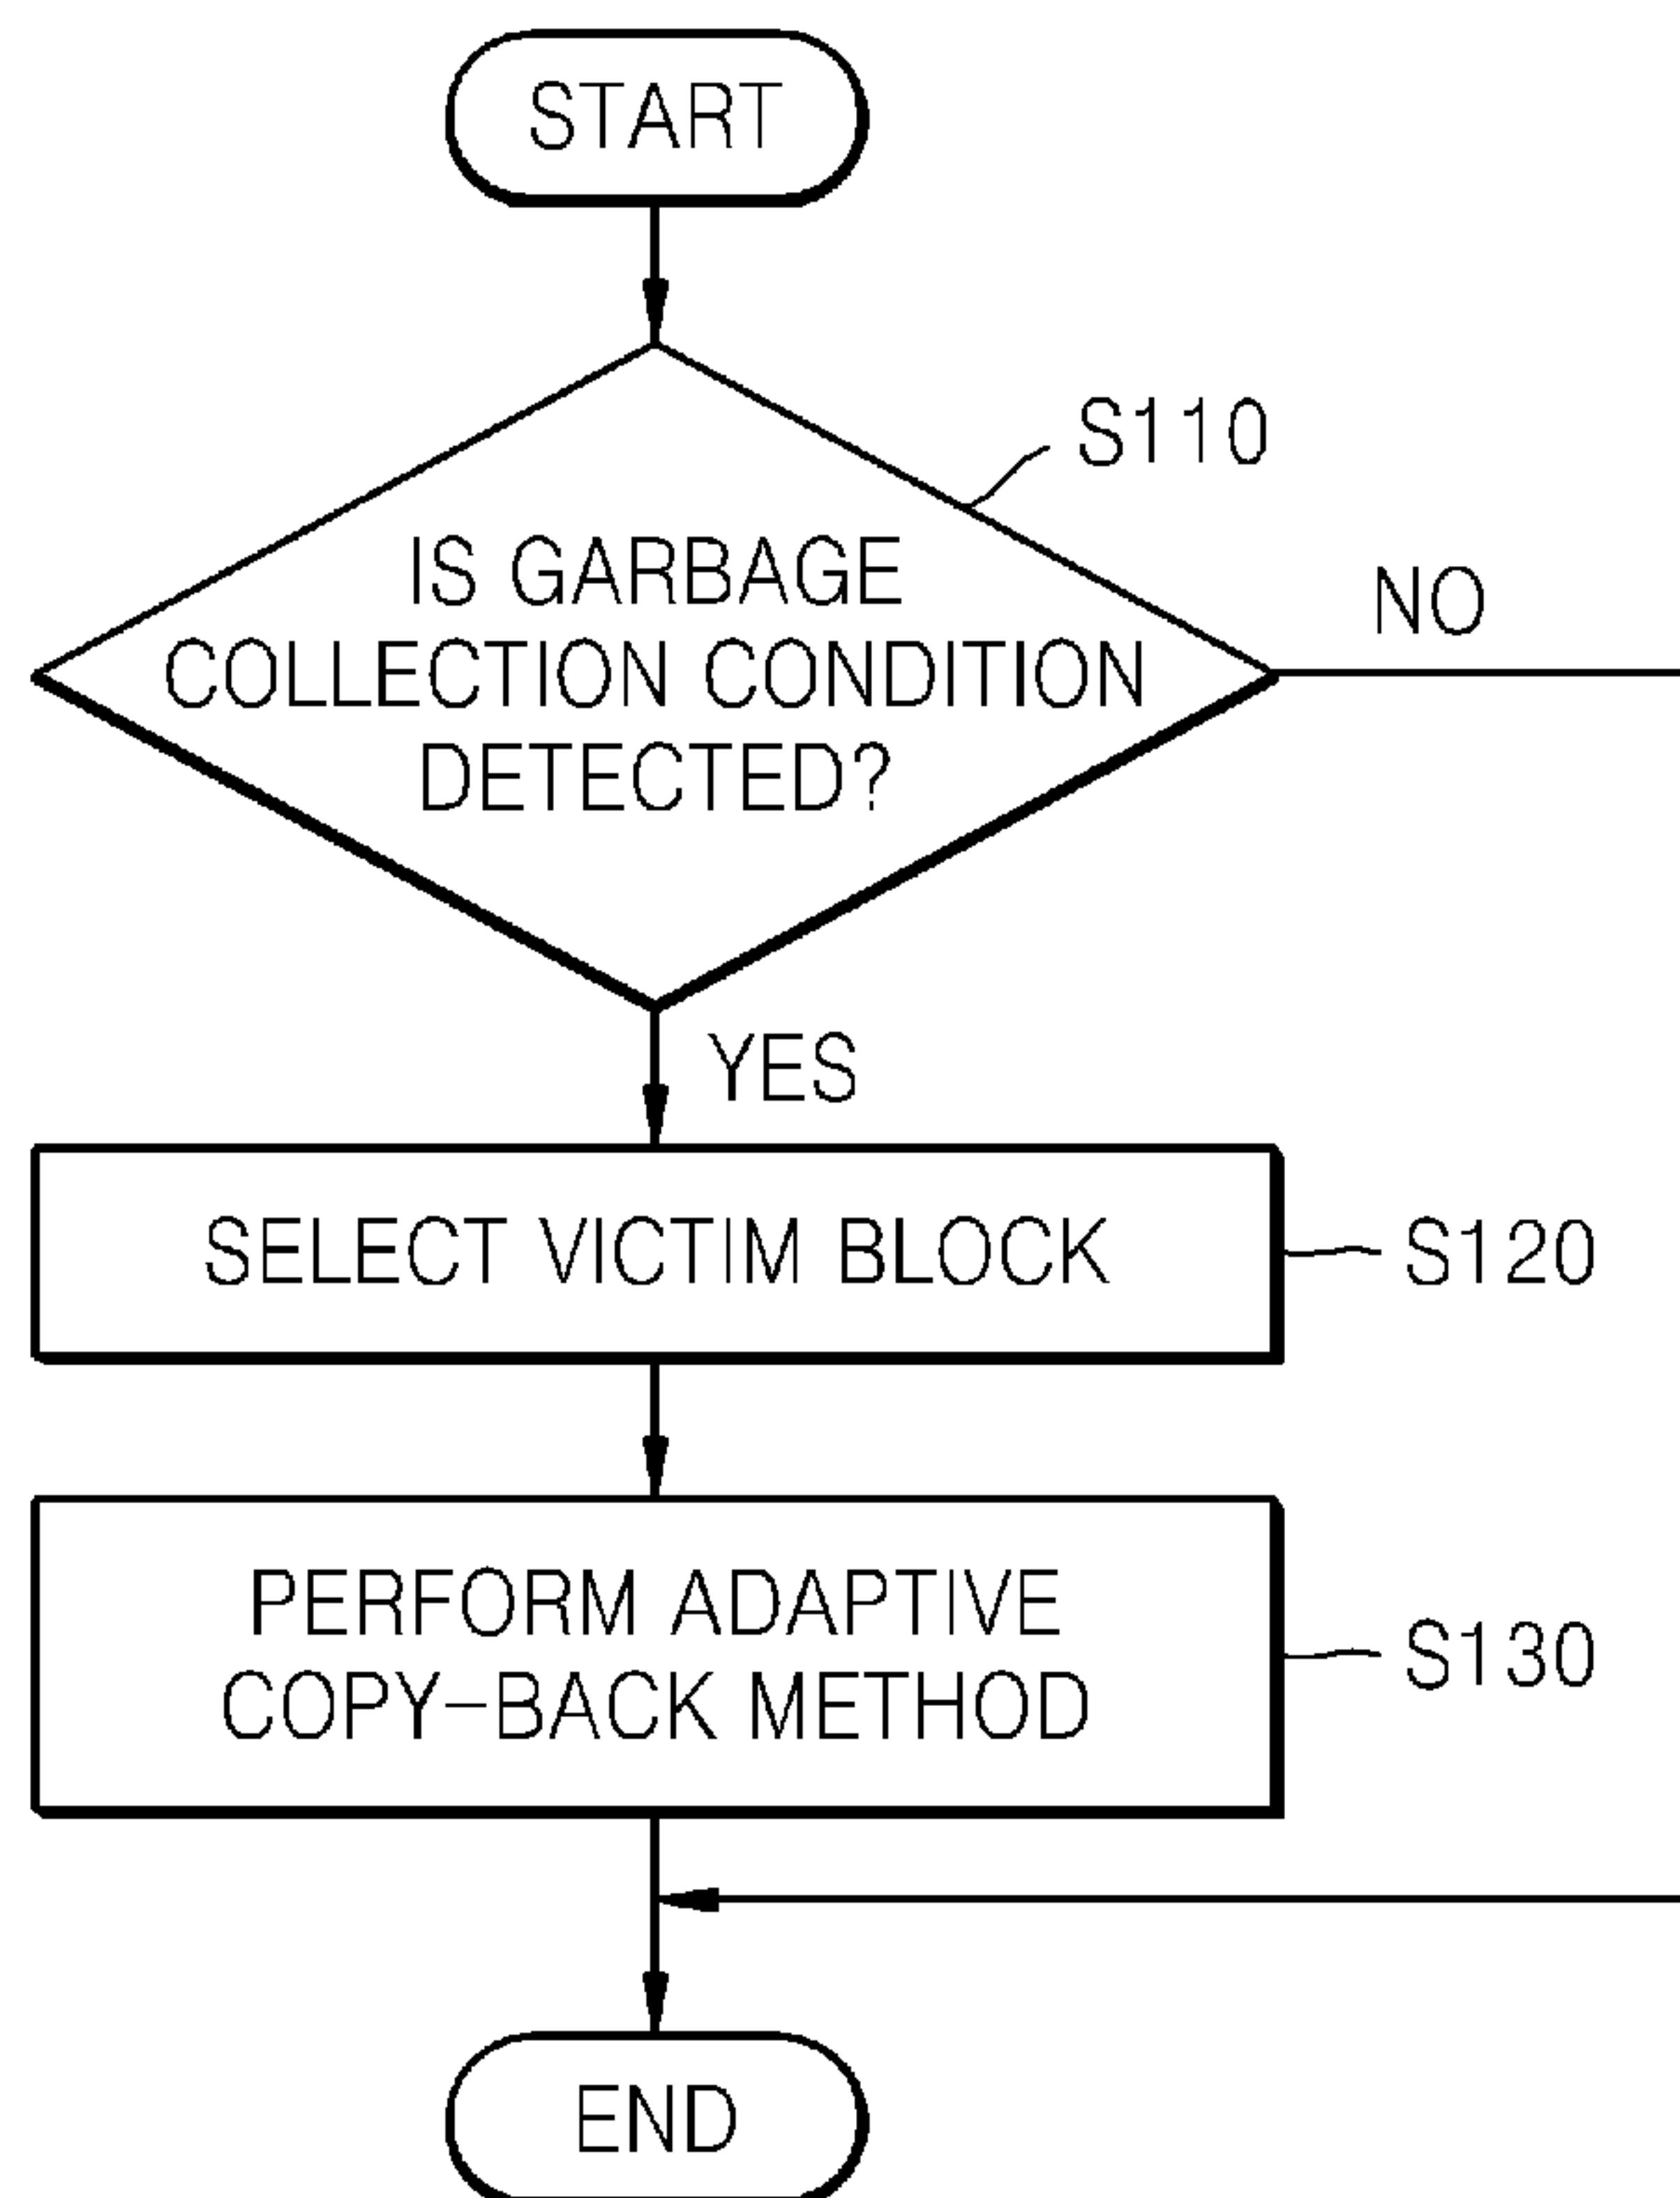 START
S110
IS GARBAGE
COLLECTION CONDITION
DETECTED?
NO
YES
SELECT VICTIM BLOCK
S120
PERFORM ADAPTIVE
COPY-BACK METHOD
S130
END